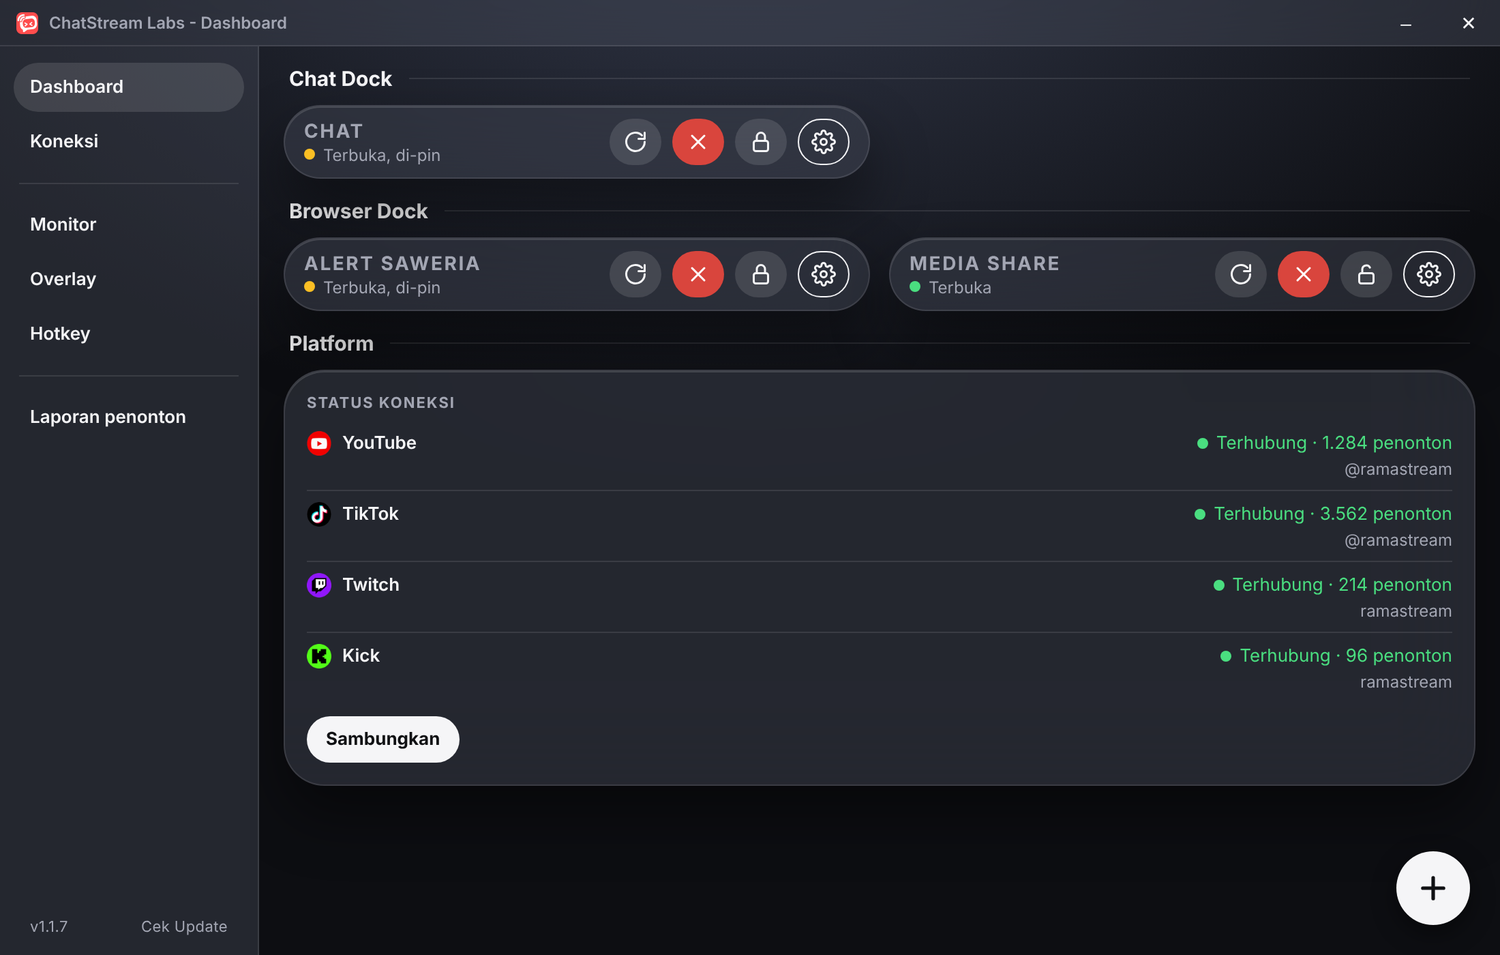 ChatStream Labs - Dashboard
Dashboard
Koneksi
Monitor
Overlay
Hotkey
Laporan penonton
v1.1.7
Cek Update
Chat Dock
CHAT
Terbuka, di-pin
Browser Dock
ALERT SAWERIA
Terbuka, di-pin
MEDIA SHARE
Terbuka
Platform
STATUS KONEKSI
YouTube
Terhubung · 1.284 penonton
@ramastream
TikTok
Terhubung · 3.562 penonton
@ramastream
Twitch
Terhubung · 214 penonton
ramastream
Kick
Terhubung · 96 penonton
ramastream
Sambungkan